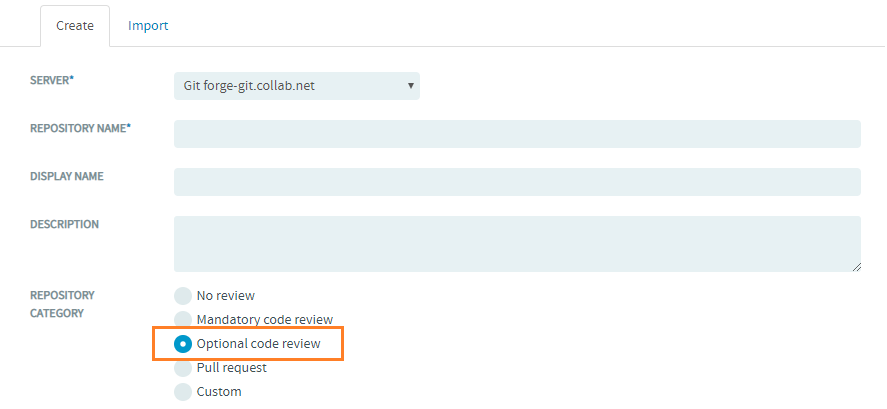 Create Import
SERVER*
Git forge-git.collab.net
REPOSITORY NAME*
DISPLAY NAME
DESCRIPTION
REPOSITORY
CATEGORY
No review
Mandatory code review
Optional code review
Pull request
Custom